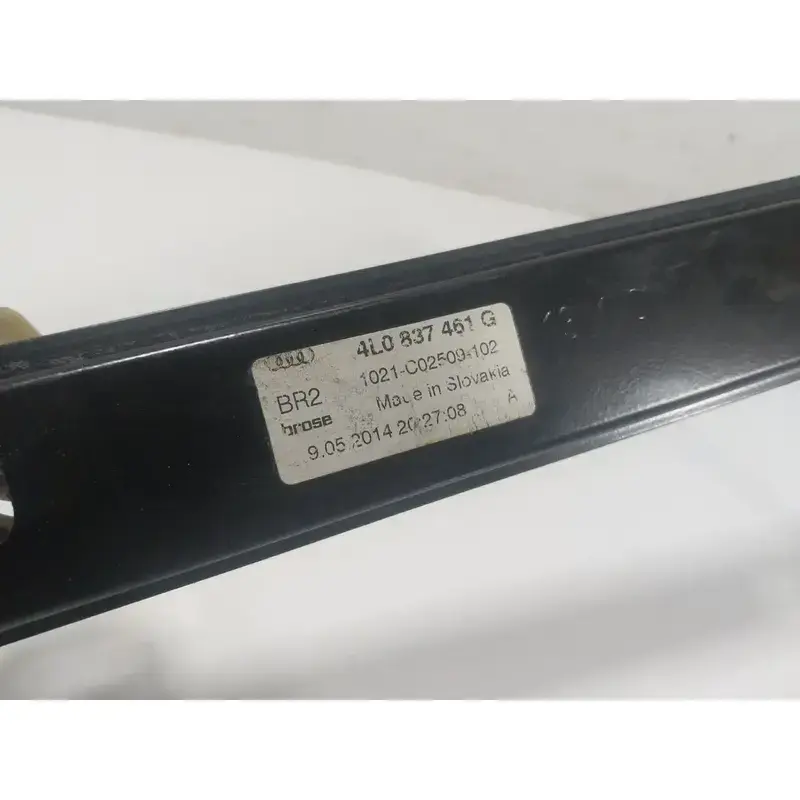 4L0 837 461 G
1021-C02509-102
BR2
Made in Slovakia
brose
9.05.2014 20:27:08 A